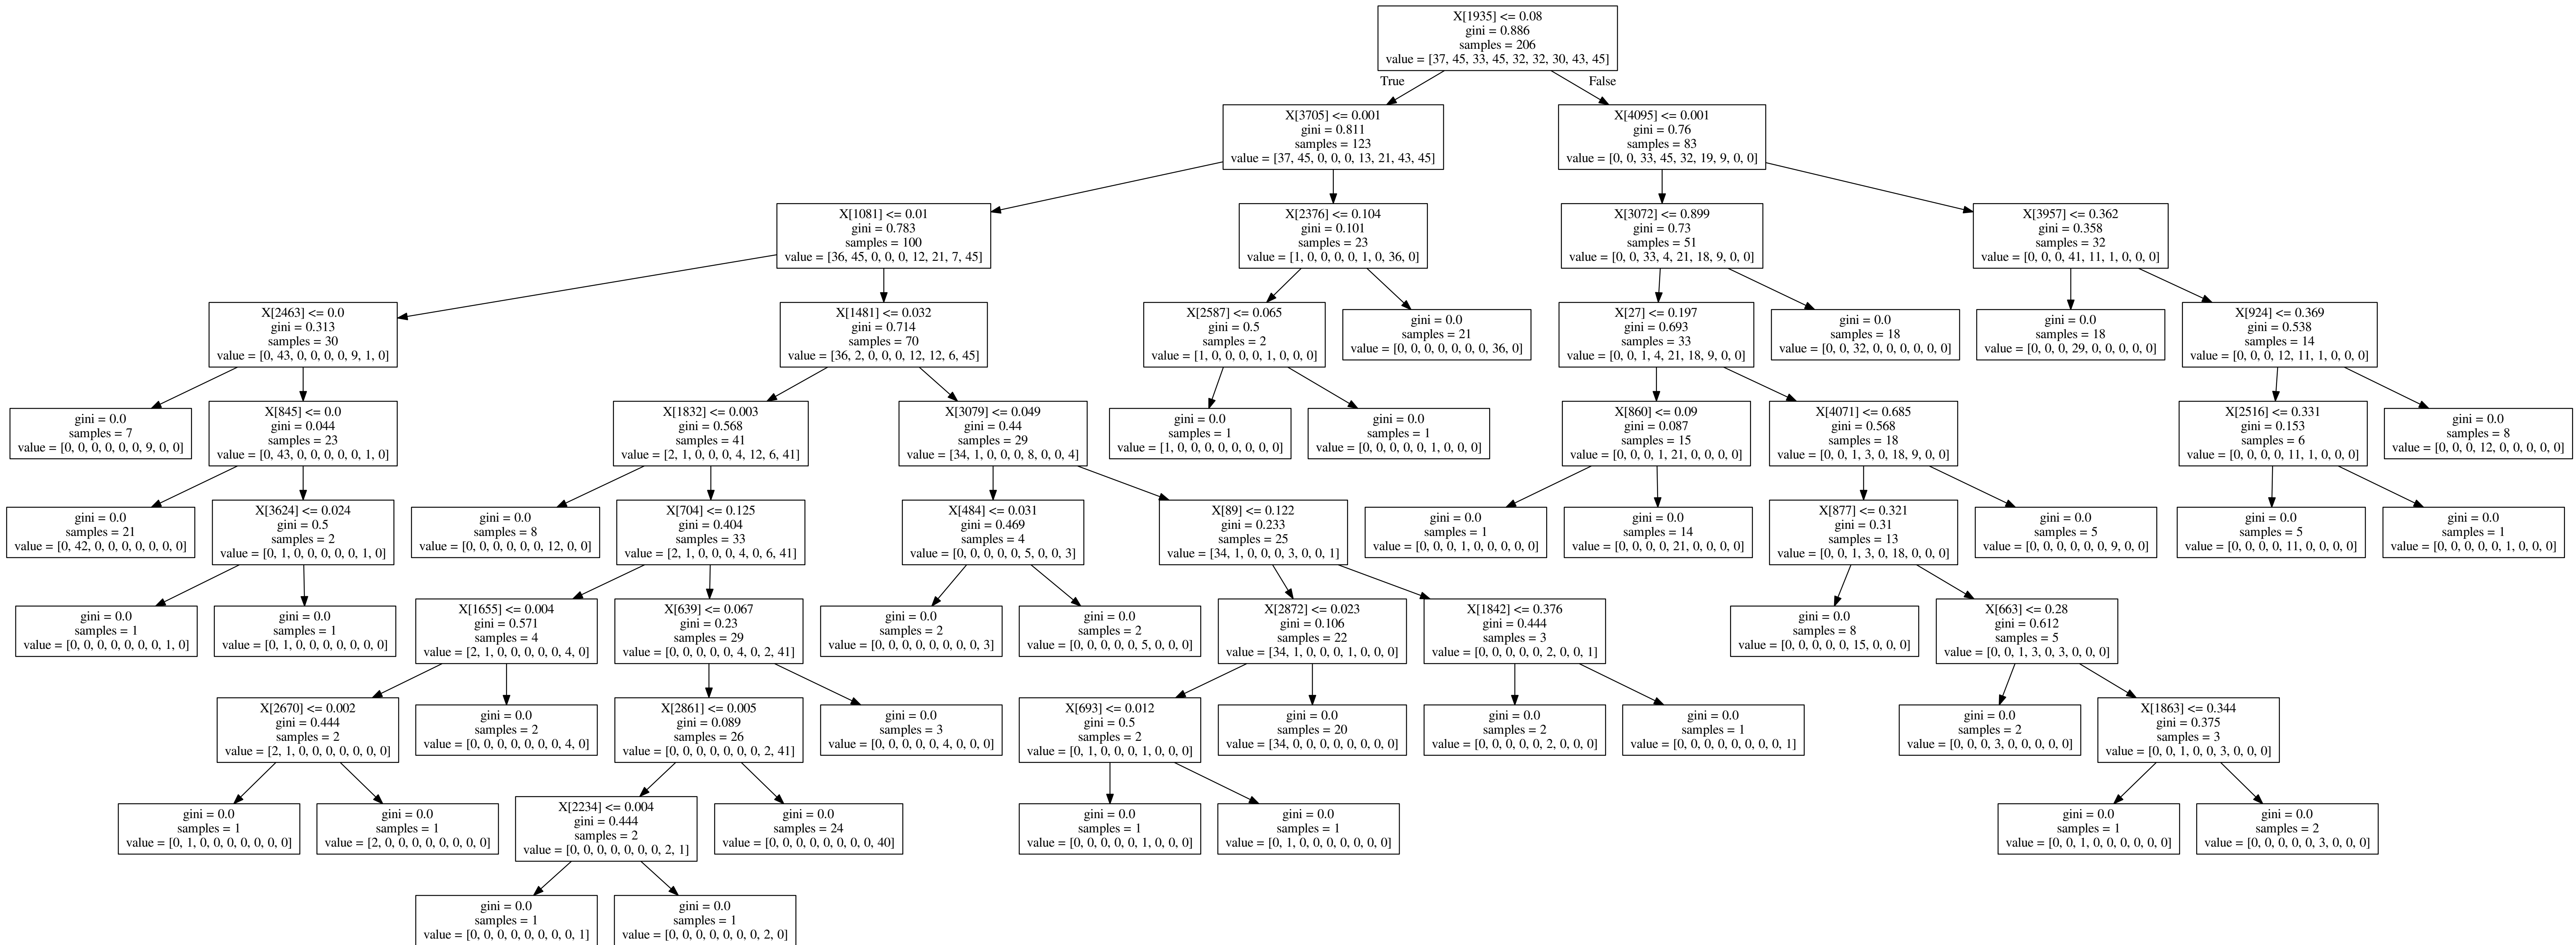 X[1935] <= 0.08
gini = 0.886
samples = 206
value = [37, 45, 33, 45, 32, 32, 30, 43, 45]
True
False
X[3705] <= 0.001
gini = 0.811
samples = 123
value = [37, 45, 0, 0, 0, 13, 21, 43, 45]
X[4095] <= 0.001
gini = 0.76
samples = 83
value = [0, 0, 33, 45, 32, 19, 9, 0, 0]
X[1081] <= 0.01
gini = 0.783
samples = 100
value = [36, 45, 0, 0, 0, 12, 21, 7, 45]
X[2376] <= 0.104
gini = 0.101
samples = 23
value = [1, 0, 0, 0, 0, 1, 0, 36, 0]
X[3072] <= 0.899
gini = 0.73
samples = 51
value = [0, 0, 33, 4, 21, 18, 9, 0, 0]
X[3957] <= 0.362
gini = 0.358
samples = 32
value = [0, 0, 0, 41, 11, 1, 0, 0, 0]
X[2463] <= 0.0
gini = 0.313
samples = 30
value = [0, 43, 0, 0, 0, 0, 9, 1, 0]
X[1481] <= 0.032
gini = 0.714
samples = 70
value = [36, 2, 0, 0, 0, 12, 12, 6, 45]
X[2587] <= 0.065
gini = 0.5
samples = 2
value = [1, 0, 0, 0, 0, 1, 0, 0, 0]
gini = 0.0
samples = 21
value = [0, 0, 0, 0, 0, 0, 0, 36, 0]
X[27] <= 0.197
gini = 0.693
samples = 33
value = [0, 0, 1, 4, 21, 18, 9, 0, 0]
gini = 0.0
samples = 18
value = [0, 0, 32, 0, 0, 0, 0, 0, 0]
gini = 0.0
samples = 18
value = [0, 0, 0, 29, 0, 0, 0, 0, 0]
X[924] <= 0.369
gini = 0.538
samples = 14
value = [0, 0, 0, 12, 11, 1, 0, 0, 0]
gini = 0.0
samples = 7
value = [0, 0, 0, 0, 0, 0, 9, 0, 0]
X[845] <= 0.0
gini = 0.044
samples = 23
value = [0, 43, 0, 0, 0, 0, 0, 1, 0]
X[1832] <= 0.003
gini = 0.568
samples = 41
value = [2, 1, 0, 0, 0, 4, 12, 6, 41]
X[3079] <= 0.049
gini = 0.44
samples = 29
value = [34, 1, 0, 0, 0, 8, 0, 0, 4]
gini = 0.0
samples = 1
value = [1, 0, 0, 0, 0, 0, 0, 0, 0]
gini = 0.0
samples = 1
value = [0, 0, 0, 0, 0, 1, 0, 0, 0]
X[860] <= 0.09
gini = 0.087
samples = 15
value = [0, 0, 0, 1, 21, 0, 0, 0, 0]
X[4071] <= 0.685
gini = 0.568
samples = 18
value = [0, 0, 1, 3, 0, 18, 9, 0, 0]
X[2516] <= 0.331
gini = 0.153
samples = 6
value = [0, 0, 0, 0, 11, 1, 0, 0, 0]
gini = 0.0
samples = 8
value = [0, 0, 0, 12, 0, 0, 0, 0, 0]
gini = 0.0
samples = 21
value = [0, 42, 0, 0, 0, 0, 0, 0, 0]
X[3624] <= 0.024
gini = 0.5
samples = 2
value = [0, 1, 0, 0, 0, 0, 0, 1, 0]
gini = 0.0
samples = 8
value = [0, 0, 0, 0, 0, 0, 12, 0, 0]
X[704] <= 0.125
gini = 0.404
samples = 33
value = [2, 1, 0, 0, 0, 4, 0, 6, 41]
X[484] <= 0.031
gini = 0.469
samples = 4
value = [0, 0, 0, 0, 0, 5, 0, 0, 3]
X[89] <= 0.122
gini = 0.233
samples = 25
value = [34, 1, 0, 0, 0, 3, 0, 0, 1]
gini = 0.0
samples = 1
value = [0, 0, 0, 1, 0, 0, 0, 0, 0]
gini = 0.0
samples = 14
value = [0, 0, 0, 0, 21, 0, 0, 0, 0]
X[877] <= 0.321
gini = 0.31
samples = 13
value = [0, 0, 1, 3, 0, 18, 0, 0, 0]
gini = 0.0
samples = 5
value = [0, 0, 0, 0, 0, 0, 9, 0, 0]
gini = 0.0
samples = 5
value = [0, 0, 0, 0, 11, 0, 0, 0, 0]
gini = 0.0
samples = 1
value = [0, 0, 0, 0, 0, 1, 0, 0, 0]
gini = 0.0
samples = 1
value = [0, 0, 0, 0, 0, 0, 0, 1, 0]
gini = 0.0
samples = 1
value = [0, 1, 0, 0, 0, 0, 0, 0, 0]
X[1655] <= 0.004
gini = 0.571
samples = 4
value = [2, 1, 0, 0, 0, 0, 0, 4, 0]
X[639] <= 0.067
gini = 0.23
samples = 29
value = [0, 0, 0, 0, 0, 4, 0, 2, 41]
gini = 0.0
samples = 2
value = [0, 0, 0, 0, 0, 0, 0, 0, 3]
gini = 0.0
samples = 2
value = [0, 0, 0, 0, 0, 5, 0, 0, 0]
X[2872] <= 0.023
gini = 0.106
samples = 22
value = [34, 1, 0, 0, 0, 1, 0, 0, 0]
X[1842] <= 0.376
gini = 0.444
samples = 3
value = [0, 0, 0, 0, 0, 2, 0, 0, 1]
gini = 0.0
samples = 8
value = [0, 0, 0, 0, 0, 15, 0, 0, 0]
X[663] <= 0.28
gini = 0.612
samples = 5
value = [0, 0, 1, 3, 0, 3, 0, 0, 0]
X[2670] <= 0.002
gini = 0.444
samples = 2
value = [2, 1, 0, 0, 0, 0, 0, 0, 0]
gini = 0.0
samples = 2
value = [0, 0, 0, 0, 0, 0, 0, 4, 0]
X[2861] <= 0.005
gini = 0.089
samples = 26
value = [0, 0, 0, 0, 0, 0, 0, 2, 41]
gini = 0.0
samples = 3
value = [0, 0, 0, 0, 0, 4, 0, 0, 0]
X[693] <= 0.012
gini = 0.5
samples = 2
value = [0, 1, 0, 0, 0, 1, 0, 0, 0]
gini = 0.0
samples = 20
value = [34, 0, 0, 0, 0, 0, 0, 0, 0]
gini = 0.0
samples = 2
value = [0, 0, 0, 0, 0, 2, 0, 0, 0]
gini = 0.0
samples = 1
value = [0, 0, 0, 0, 0, 0, 0, 0, 1]
gini = 0.0
samples = 2
value = [0, 0, 0, 3, 0, 0, 0, 0, 0]
X[1863] <= 0.344
gini = 0.375
samples = 3
value = [0, 0, 1, 0, 0, 3, 0, 0, 0]
gini = 0.0
samples = 1
value = [0, 1, 0, 0, 0, 0, 0, 0, 0]
gini = 0.0
samples = 1
value = [2, 0, 0, 0, 0, 0, 0, 0, 0]
X[2234] <= 0.004
gini = 0.444
samples = 2
value = [0, 0, 0, 0, 0, 0, 0, 2, 1]
gini = 0.0
samples = 24
value = [0, 0, 0, 0, 0, 0, 0, 0, 40]
gini = 0.0
samples = 1
value = [0, 0, 0, 0, 0, 1, 0, 0, 0]
gini = 0.0
samples = 1
value = [0, 1, 0, 0, 0, 0, 0, 0, 0]
gini = 0.0
samples = 1
value = [0, 0, 1, 0, 0, 0, 0, 0, 0]
gini = 0.0
samples = 2
value = [0, 0, 0, 0, 0, 3, 0, 0, 0]
gini = 0.0
samples = 1
value = [0, 0, 0, 0, 0, 0, 0, 0, 1]
gini = 0.0
samples = 1
value = [0, 0, 0, 0, 0, 0, 0, 2, 0]